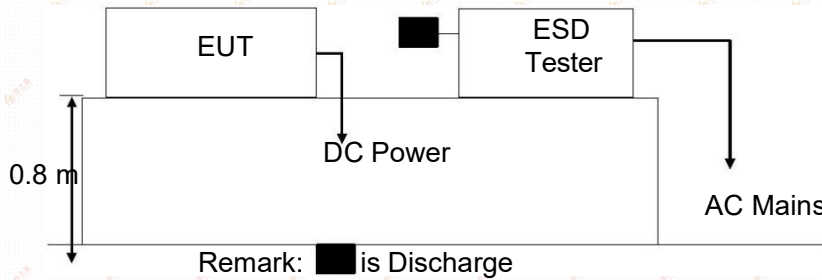 EUT
ESD
Tester
DC Power
0.8 m
AC Mains
Remark: is Discharge